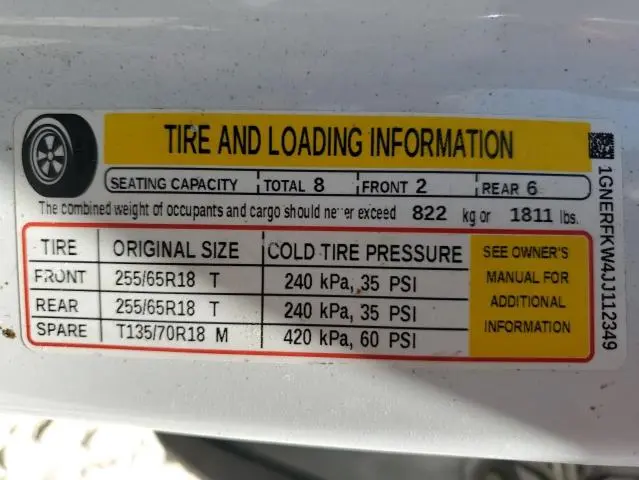 TIRE AND LOADING INFORMATION
SEATING CAPACITY TOTAL 8 FRONT 2 REAR 6
The combined weight of occupants and cargo should never exceed 822 kg or 1811 lbs.
TIRE ORIGINAL SIZE COLD TIRE PRESSURE
FRONT 255/65R18 T 240 kPa, 35 PSI
REAR 255/65R18 T 240 kPa, 35 PSI
SPARE T135/70R18 M 420 kPa, 60 PSI
SEE OWNER'S
MANUAL FOR
ADDITIONAL
INFORMATION
1GNERFKW4JJ112349